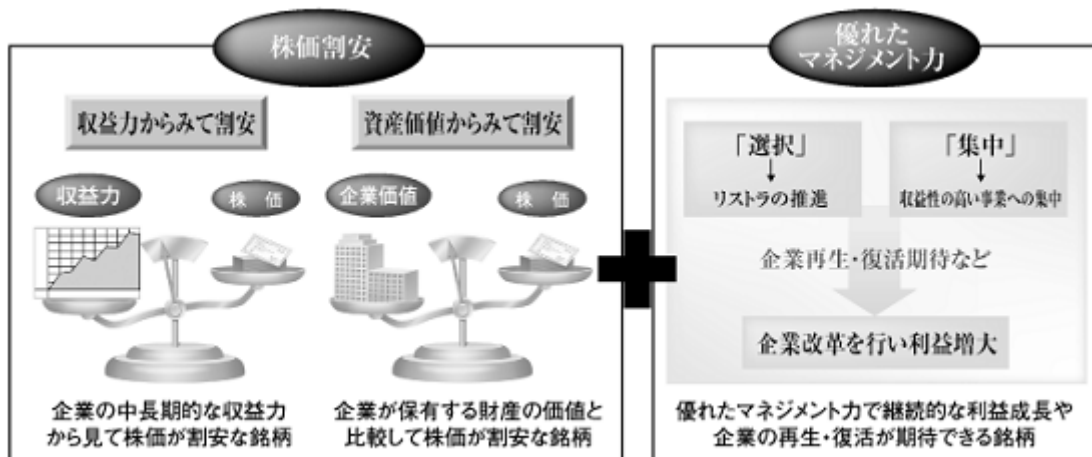 株価割安
収益力からみて割安
資産価値からみて割安
収益力
株 価
企業価値
株 価
企業の中長期的な収益力
から見て株価が割安な銘柄
企業が保有する財産の価値と
比較して株価が割安な銘柄
優れた
マネジメント力
「選択」
リストラの推進
「集中」
収益性の高い事業への集中
企業再生・復活期待など
企業改革を行い利益増大
優れたマネジメント力で継続的な利益成長や
企業の再生・復活が期待できる銘柄